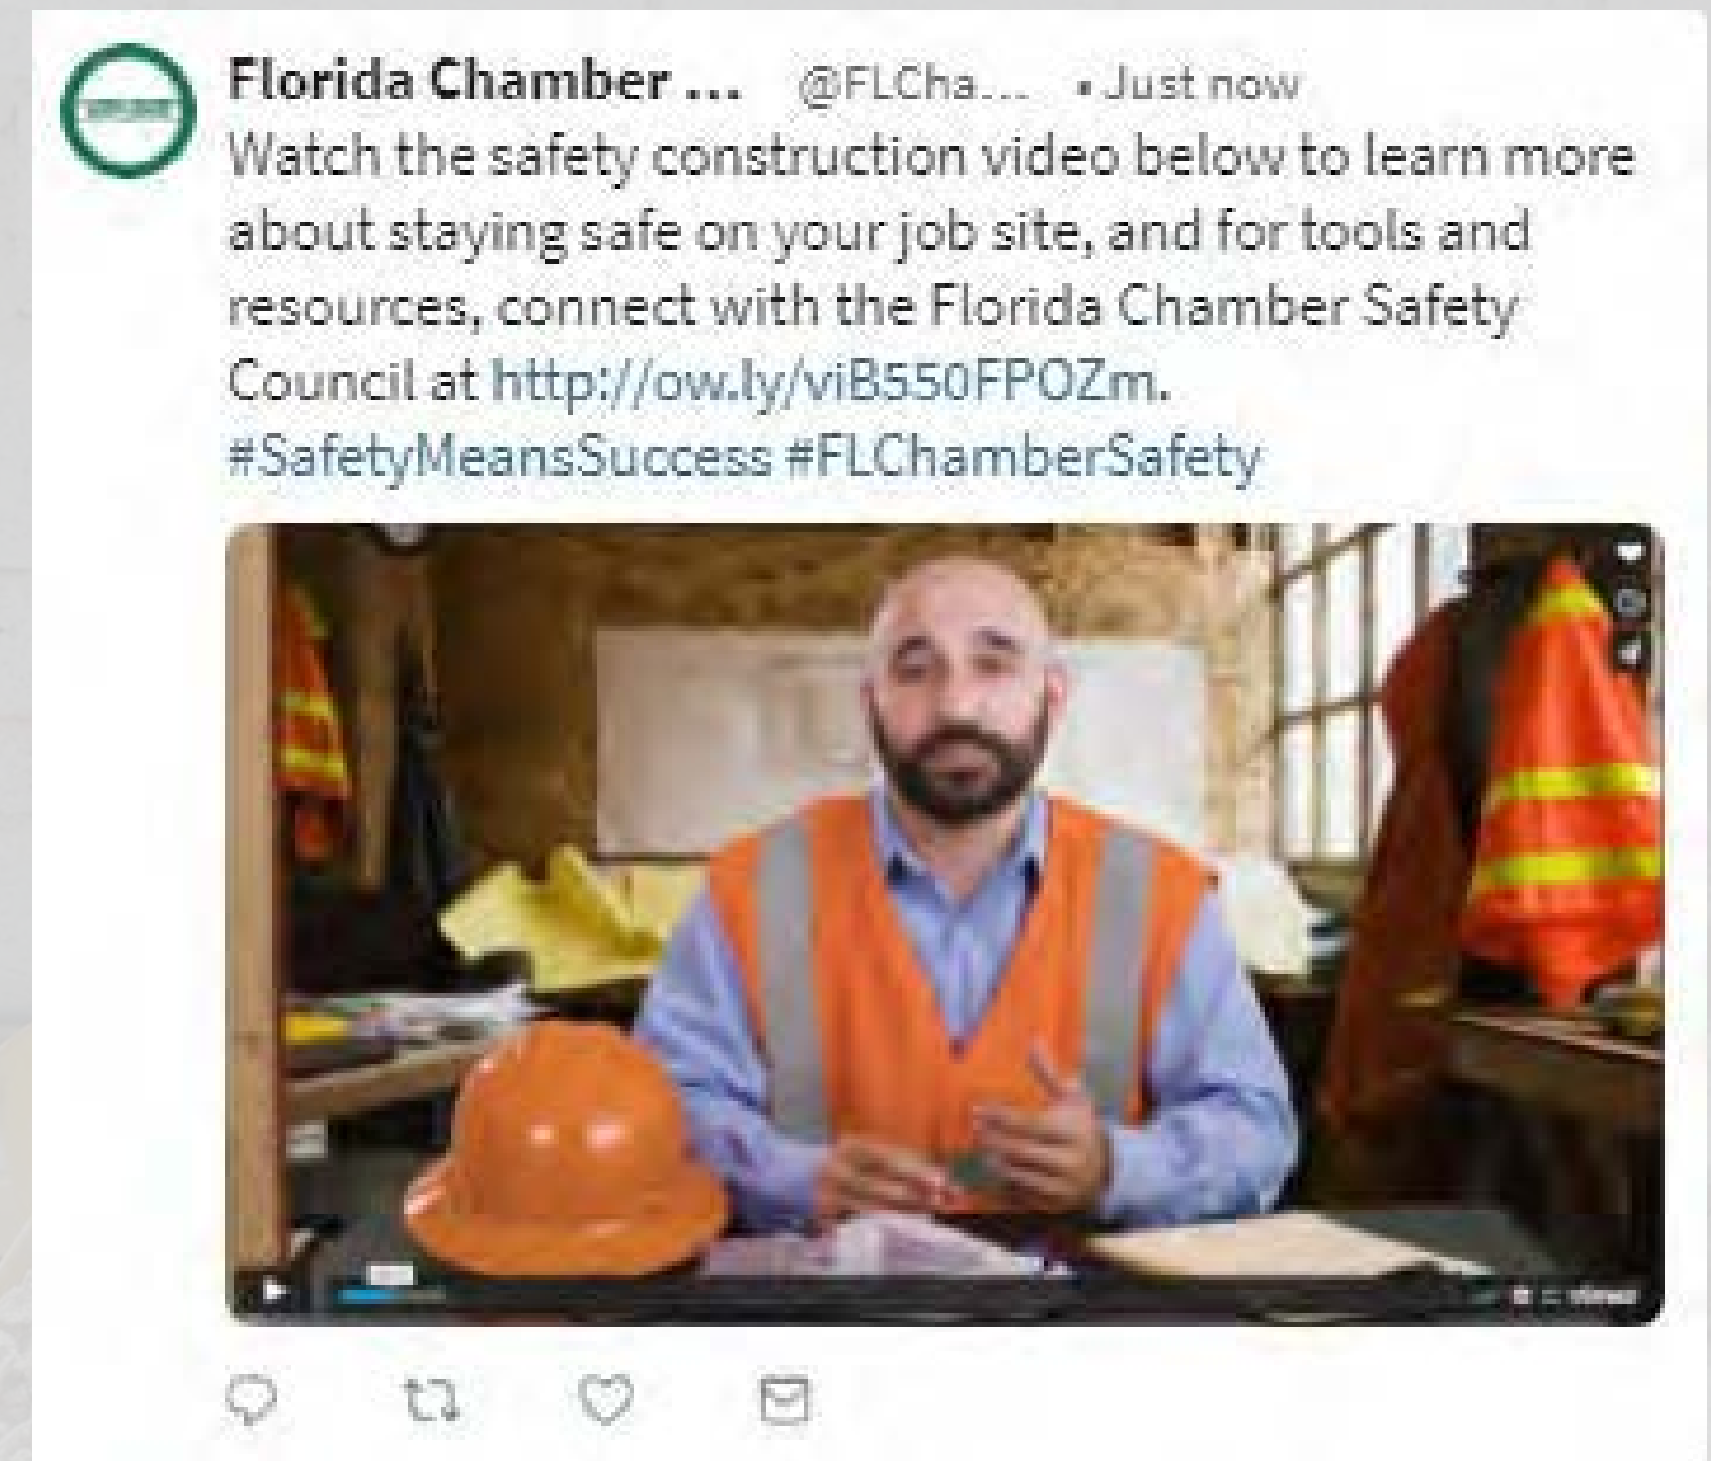 Florida Chamber ... @FLCha... • Just now
Watch the safety construction video below to learn more
about staying safe on your job site, and for tools and
resources, connect with the Florida Chamber Safety
Council at http://ow.ly/viB550FPOZm.
#SafetyMeansSuccess #FLChamberSafety
vimeo